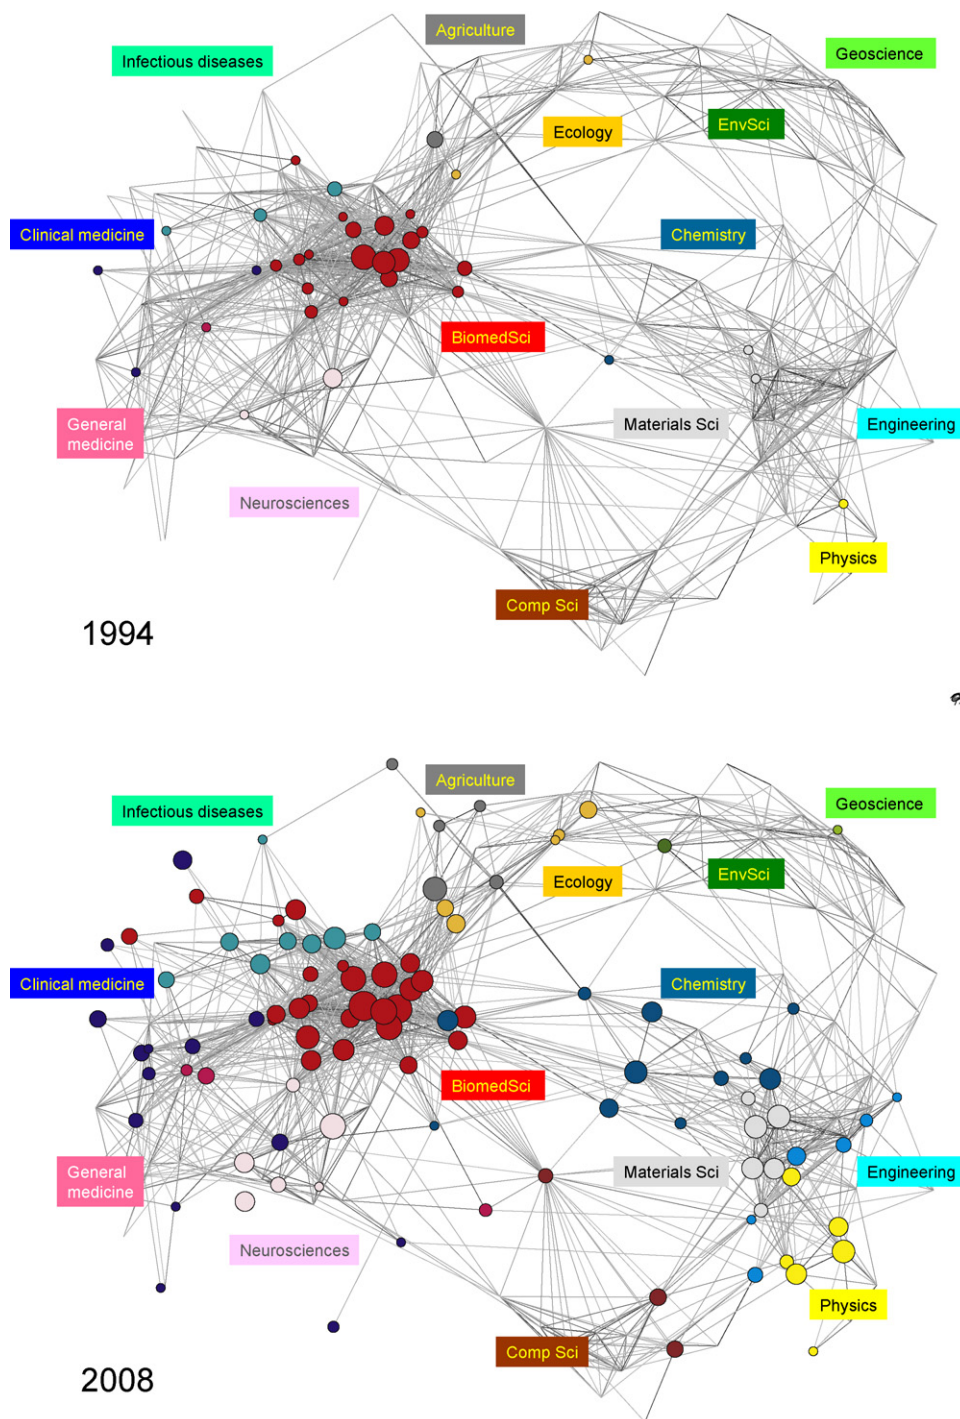 Agriculture
Infectious diseases
Geoscience
Ecology
EnvSci
Clinical medicine
Chemistry
BiomedSci
General
medicine
Materials Sci
Engineering
Neurosciences
Physics
Comp Sci
1994
Agriculture
Infectious diseases
Geoscience
Ecology
EnvSci
Clinical medicine
Chemistry
BiomedSci
General
medicine
Materials Sci
Engineering
Neurosciences
Physics
Comp Sci
2008